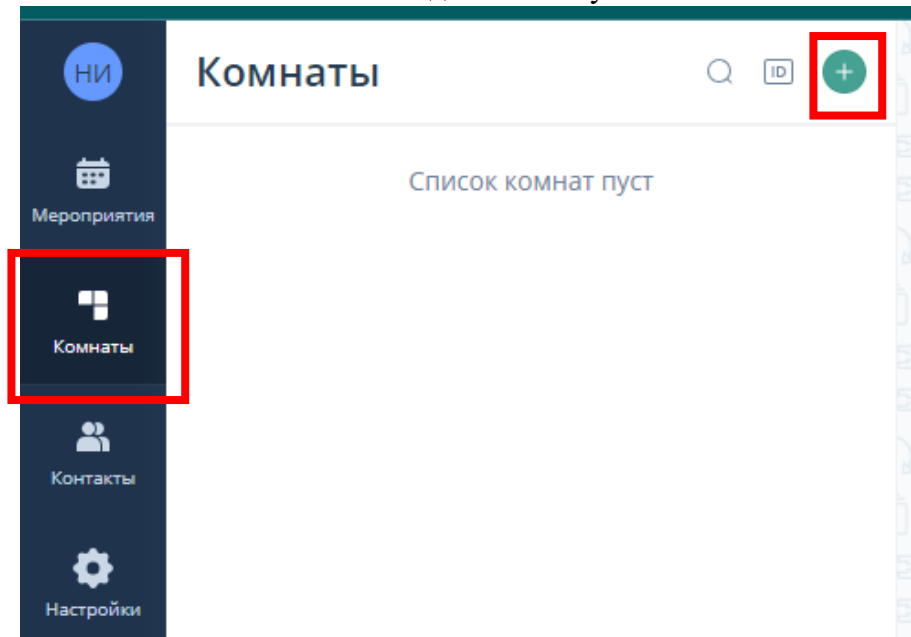 НИ
Комнаты
ID
Список комнат пуст
Мероприятия
Комнаты
Контакты
Настройки